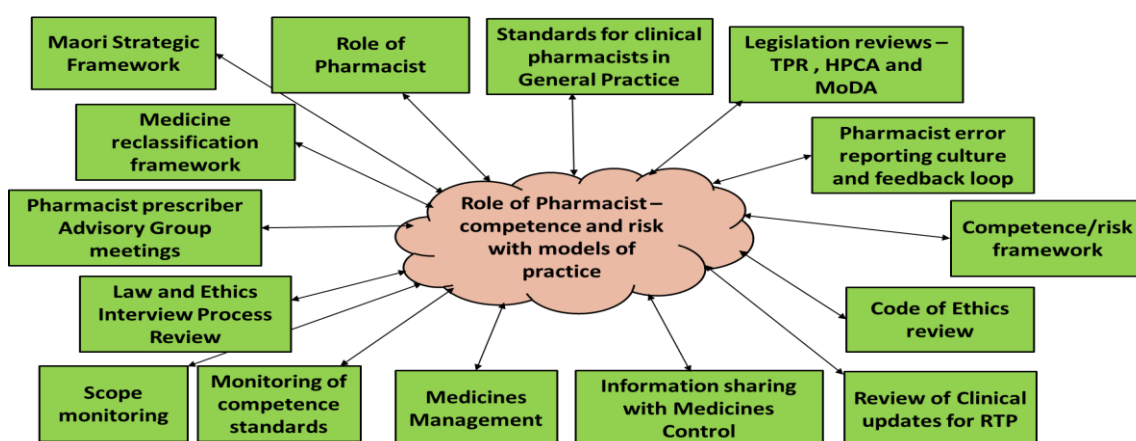 Maori Strategic
Framework
Role of
Pharmacist
Standards for clinical
pharmacists in
General Practice
Legislation reviews –
TPR , HPCA and
MoDA
Medicine
reclassification
framework
Pharmacist error
reporting culture
and feedback loop
Pharmacist prescriber
Advisory Group
meetings
Role of Pharmacist –
competence and risk
with models of
practice
Competence/risk
framework
Law and Ethics
Interview Process
Review
Code of Ethics
review
Scope
monitoring
Monitoring of
competence
standards
Medicines
Management
Information sharing
with Medicines
Control
Review of Clinical
updates for RTP